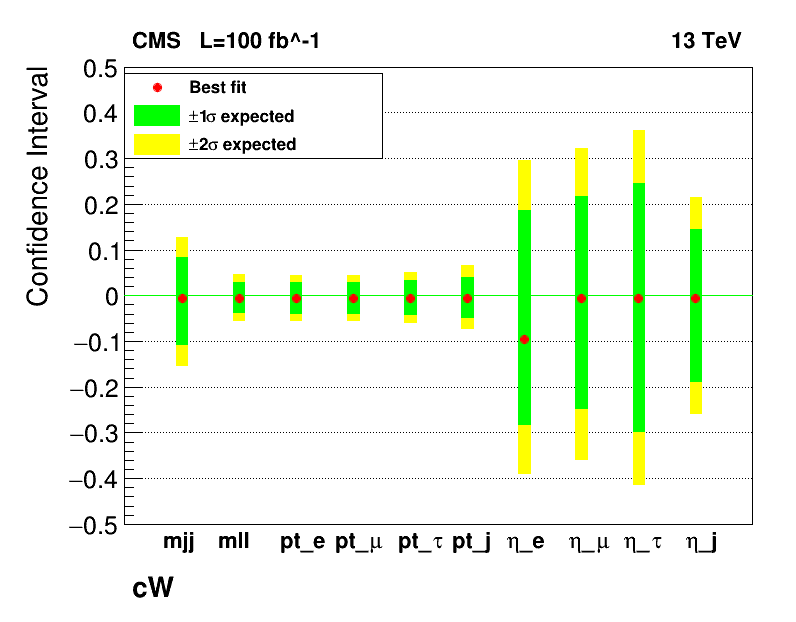 CMS L=100 fb^-1 13 TeV
Confidence Interval
0.5
0.4
0.3
0.2
0.1
0
−0.1
−0.2
−0.3
−0.4
−0.5
Best fit
±1σ expected
±2σ expected
mjj mll pt_e pt_μ pt_τ pt_j η_e η_μ η_τ η_j
cW